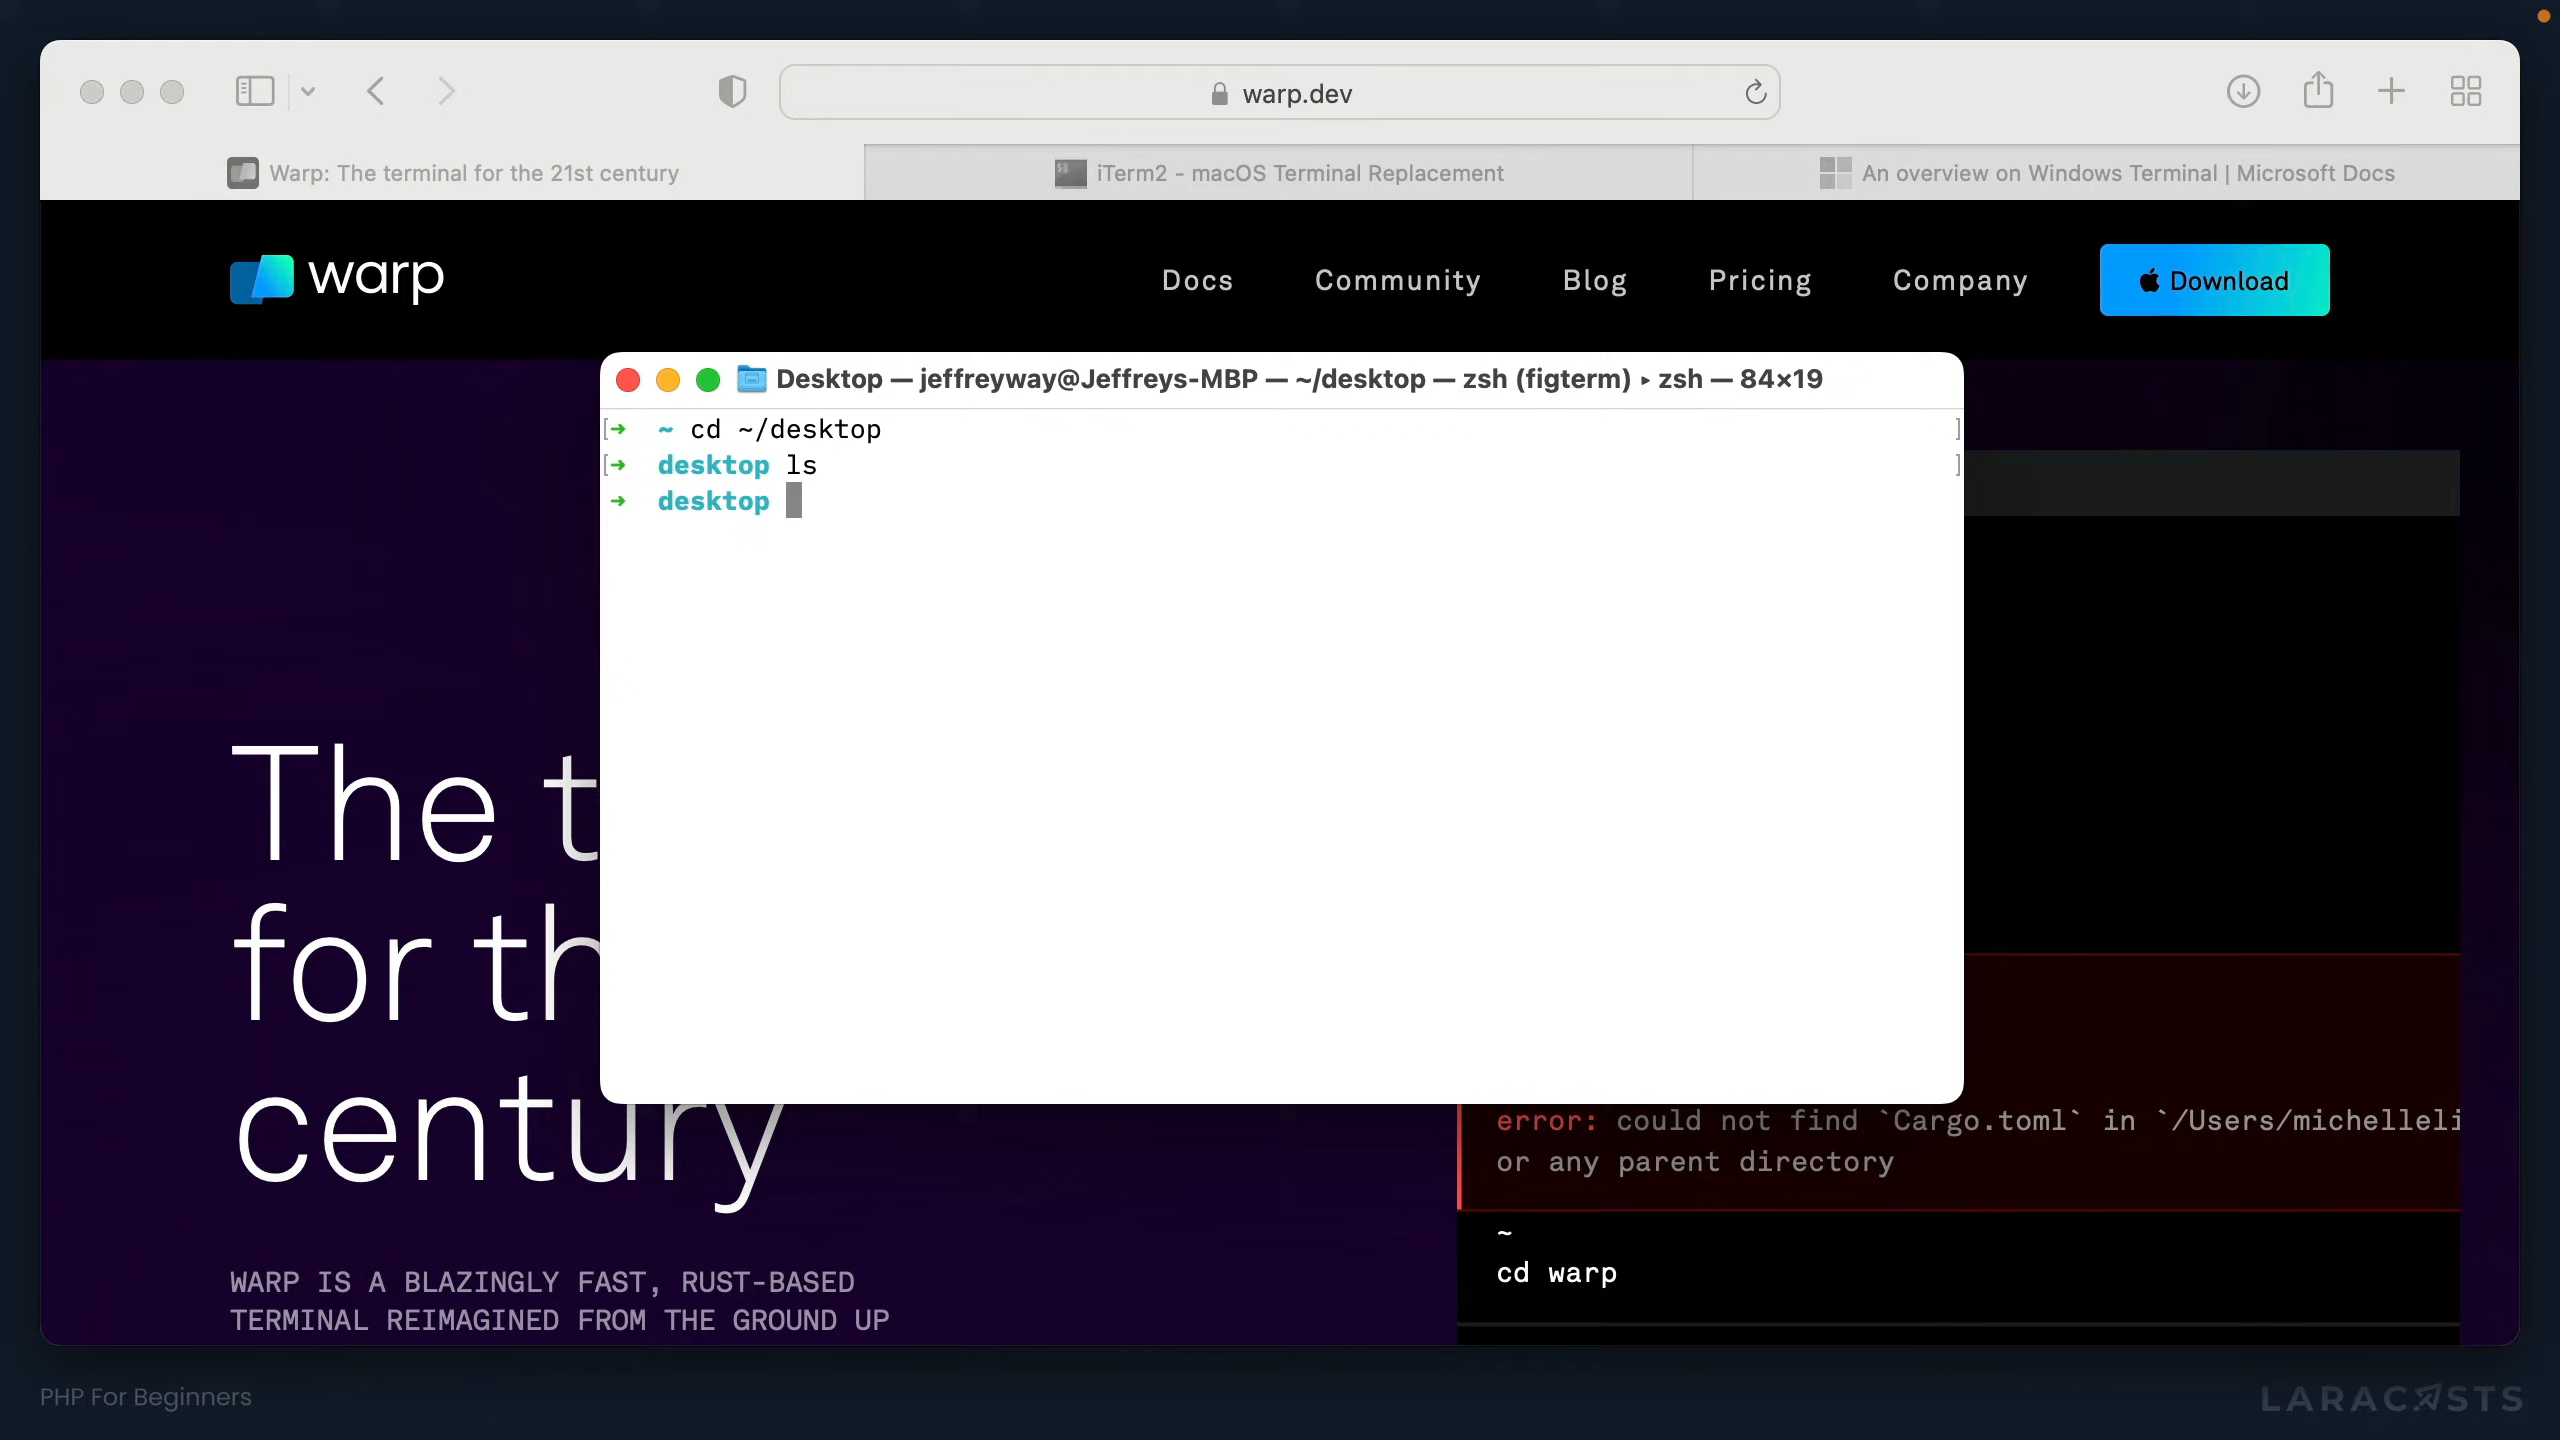 warp.dev
Warp: The terminal for the 21st century
iTerm2 - macOS Terminal Replacement
An overview on Windows Terminal | Microsoft Docs
warp
Docs
Community
Blog
Pricing
Company
Download
Desktop — jeffreyway@Jeffreys-MBP — ~/desktop — zsh (figterm) ▸ zsh — 84×19
[➜ ~ cd ~/desktop ]
[➜ desktop ls ]
➜ desktop
The t
for th
century
WARP IS A BLAZINGLY FAST, RUST-BASED
TERMINAL REIMAGINED FROM THE GROUND UP
error: could not find `Cargo.toml` in `/Users/michelleli
or any parent directory
~
cd warp
PHP For Beginners
LARACASTS